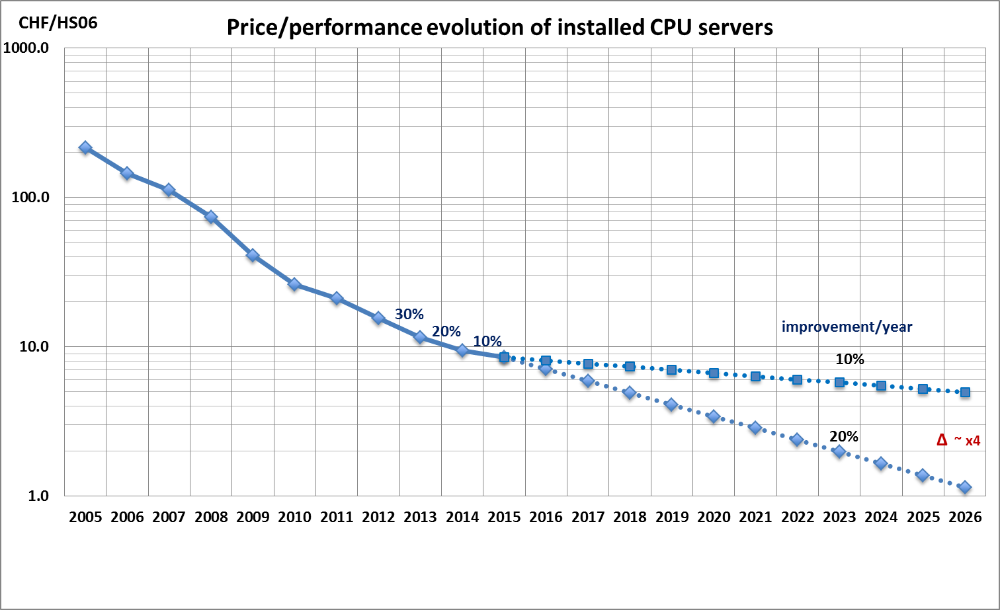 CHF/HS06
Price/performance evolution of installed CPU servers
1000.0
100.0
30%
20%
10%
improvement/year
10.0
10%
20%
Δ ~ x4
1.0
2005 2006 2007 2008 2009 2010 2011 2012 2013 2014 2015 2016 2017 2018 2019 2020 2021 2022 2023 2024 2025 2026